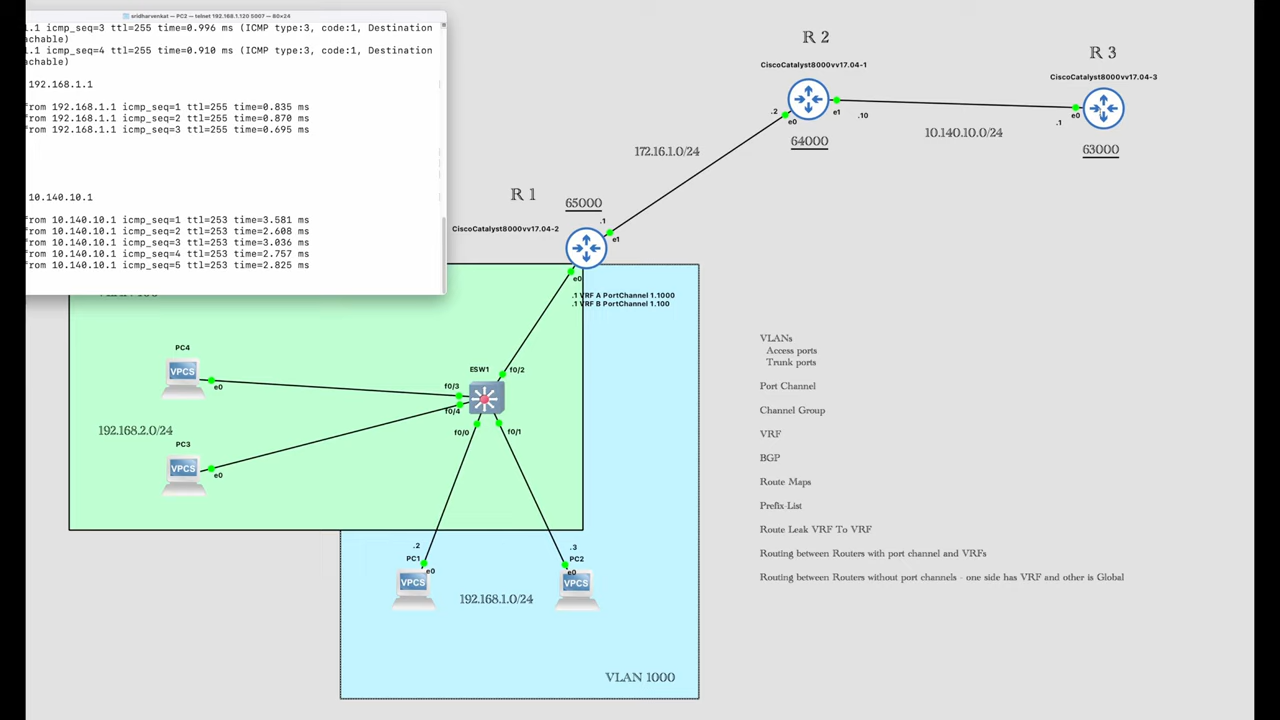 sridharvenkat — PC2 — telnet 192.168.1.120 5007 — 80×24
.1 icmp_seq=3 ttl=255 time=0.996 ms (ICMP type:3, code:1, Destination
achable)
.1 icmp_seq=4 ttl=255 time=0.910 ms (ICMP type:3, code:1, Destination
achable)
192.168.1.1
from 192.168.1.1 icmp_seq=1 ttl=255 time=0.835 ms
from 192.168.1.1 icmp_seq=2 ttl=255 time=0.870 ms
from 192.168.1.1 icmp_seq=3 ttl=255 time=0.695 ms
10.140.10.1
from 10.140.10.1 icmp_seq=1 ttl=253 time=3.581 ms
from 10.140.10.1 icmp_seq=2 ttl=253 time=2.608 ms
from 10.140.10.1 icmp_seq=3 ttl=253 time=3.036 ms
from 10.140.10.1 icmp_seq=4 ttl=253 time=2.757 ms
from 10.140.10.1 icmp_seq=5 ttl=253 time=2.825 ms
R 2
CiscoCatalyst8000vv17.04-1
.2
e0
e1
.10
64000
R 3
CiscoCatalyst8000vv17.04-3
e0
.1
10.140.10.0/24
63000
172.16.1.0/24
R 1
65000
CiscoCatalyst8000vv17.04-2
.1
e1
e0
.1 VRF A PortChannel 1.1000
.1 VRF B PortChannel 1.100
PC4
VPCS
e0
192.168.2.0/24
PC3
VPCS
e0
ESW1
f0/2
f0/3
f0/4
f0/0
f0/1
.2
PC1
e0
VPCS
.3
PC2
e0
VPCS
192.168.1.0/24
VLAN 1000
VLANs
Access ports
Trunk ports
Port Channel
Channel Group
VRF
BGP
Route Maps
Prefix-List
Route Leak VRF To VRF
Routing between Routers with port channel and VRFs
Routing between Routers without port channels - one side has VRF and other is Global